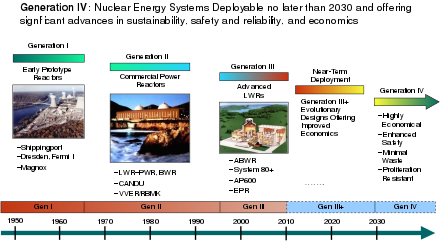 Generation IV: Nuclear Energy Systems Deployable no later than 2030 and offering
significant advances in sustainability, safety and reliability, and economics
Generation I
Early Prototype
Reactors
–Shippingport
–Dresden, Fermi I
–Magnox
Generation II
Commercial Power
Reactors
–LWR–PWR, BWR
–CANDU
–VVER/RBMK
Generation III
Advanced
LWRs
–ABWR
–System 80+
–AP600
–EPR
Near-Term
Deployment
Generation III+
Evolutionary
Designs Offering
Improved
Economics
........
Generation IV
–Highly
Economical
–Enhanced
Safety
–Minimal
Waste
–Proliferation
Resistant
Gen I
Gen II
Gen III
Gen III+
Gen IV
1950
1960
1970
1980
1990
2000
2010
2020
2030